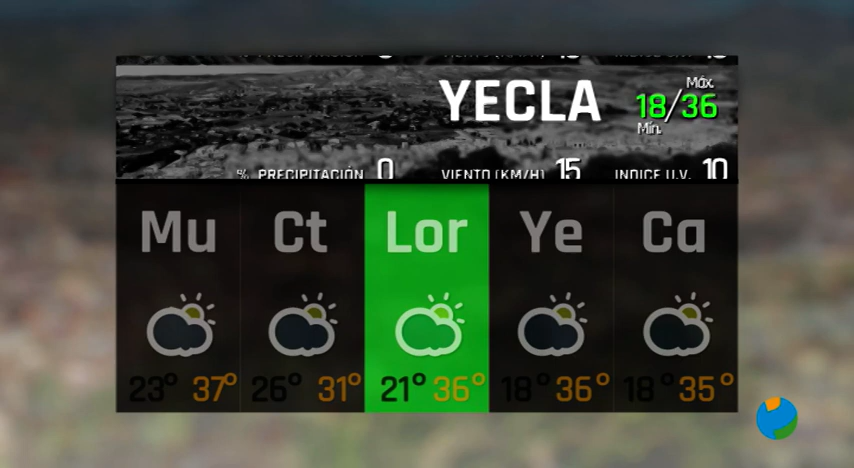 YECLA
Máx.
18/36
Mín.
% PRECIPITACIÓN 0 VIENTO (KM/H) 15 INDICE U.V. 10
Mu Ct Lor Ye Ca
23° 37° 26° 31° 21° 36° 18° 36° 18° 35°